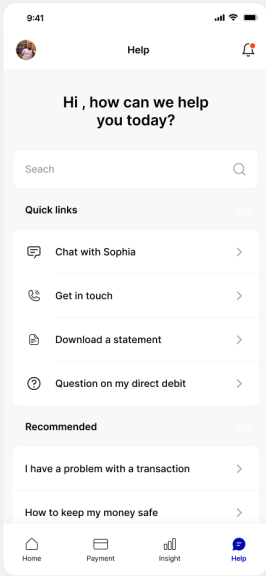 9:41
Help
Hi , how can we help
you today?
Seach
Quick links
Chat with Sophia
Get in touch
Download a statement
Question on my direct debit
Recommended
I have a problem with a transaction
How to keep my money safe
Home
Payment
Insight
Help